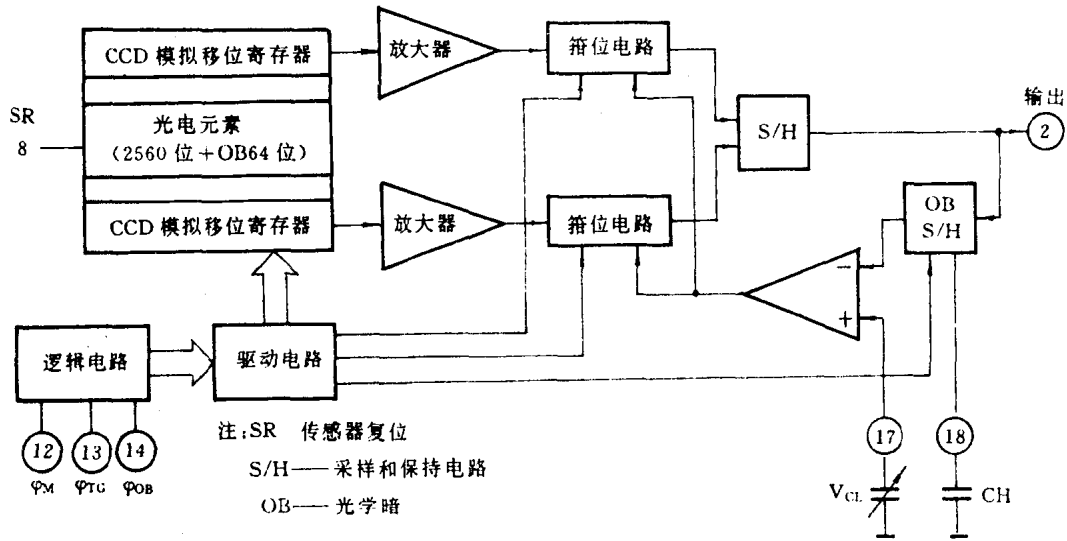 CCD 模拟移位寄存器
放大器
箝位电路
输出
SR
8
光电元素
（2560 位＋OB64 位）
S/H
2
CCD 模拟移位寄存器
放大器
箝位电路
OB
S/H
−
+
逻辑电路
驱动电路
12
13
14
φM
φTG
φOB
注:SR 传感器复位
S/H——采样和保持电路
OB——光学暗
17
18
VCL
CH